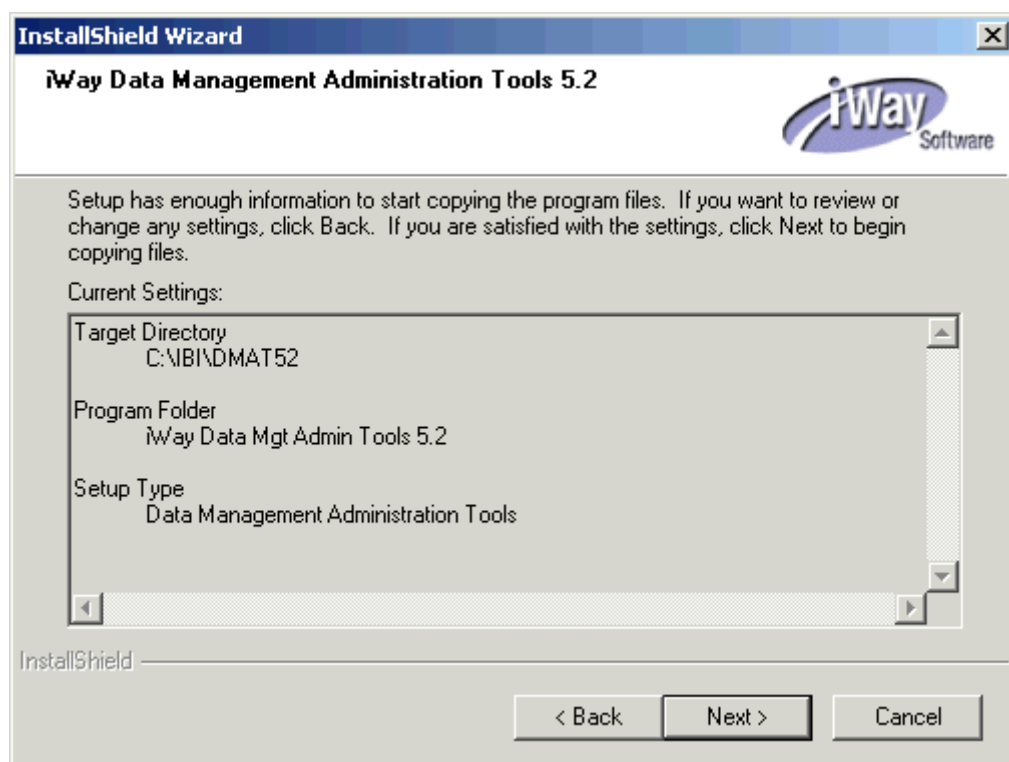 InstallShield Wizard
iWay Data Management Administration Tools 5.2
iWay
Software
Setup has enough information to start copying the program files.  If you want to review or
change any settings, click Back.  If you are satisfied with the settings, click Next to begin
copying files.
Current Settings:
Target Directory
C:\IBI\DMAT52
Program Folder
iWay Data Mgt Admin Tools 5.2
Setup Type
Data Management Administration Tools
InstallShield
< Back
Next >
Cancel